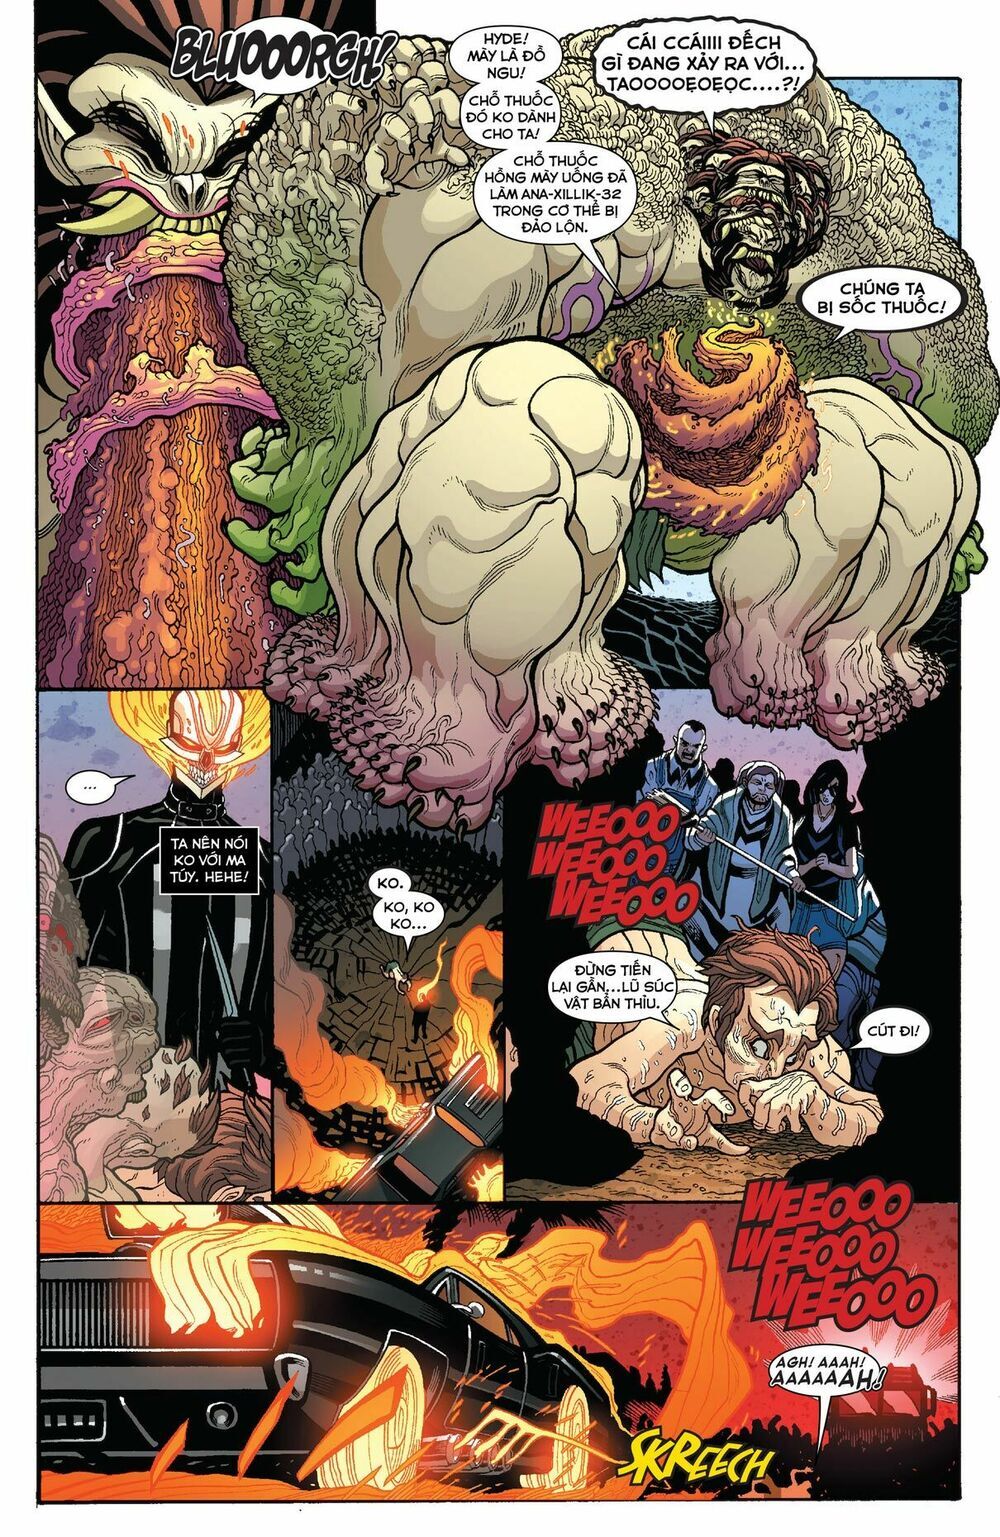 BLUOOORGH!
HYDE!
MÀY LÀ ĐỒ
NGU!
CHỖ THUỐC
ĐÓ KO DÀNH
CHO TA!
CHỖ THUỐC
HỒNG MÀY UỐNG ĐÃ
LÀM ANA-XILLIK-32
TRONG CƠ THỂ BỊ
ĐẢO LỘN.
CÁI CCÁIIII ĐẾCH
GÌ ĐANG XẢY RA VỚI...
TAOOOOẸOẸỌC....?!
CHÚNG TA
BỊ SỐC THUỐC!
...
TA NÊN NÓI
KO VỚI MA
TÚY. HEHE!
KO.
KO, KO
KO...
WEEOOO
WEEOOO
WEEOOO
ĐỪNG TIẾN
LẠI GẦN...LŨ SÚC
VẬT BẨN THỈU.
CÚT ĐI!
WEEOOO
WEEOOO
WEEOOO
AGH! AAAH!
AAAAAAH!
SKREECH